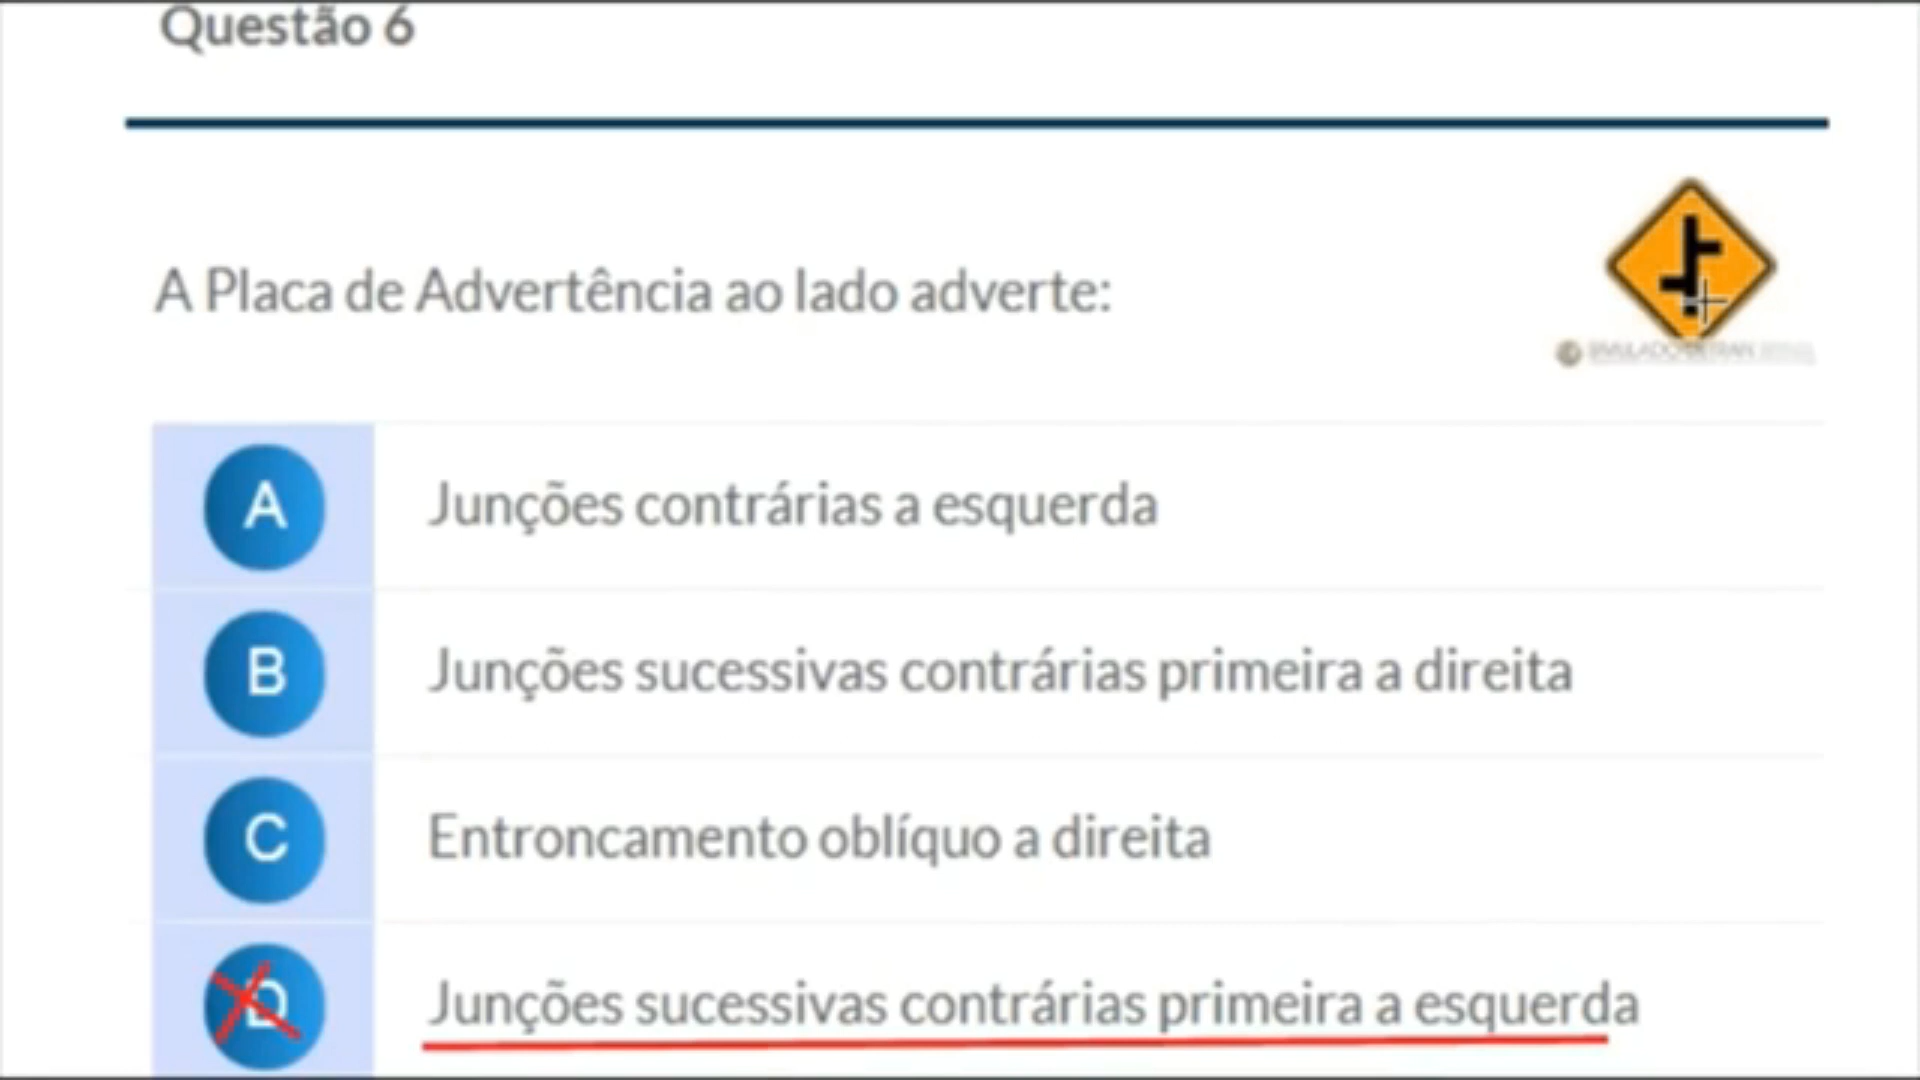 Questão 6
A Placa de Advertência ao lado adverte:
A
Junções contrárias a esquerda
B
Junções sucessivas contrárias primeira a direita
C
Entroncamento oblíquo a direita
D
Junções sucessivas contrárias primeira a esquerda